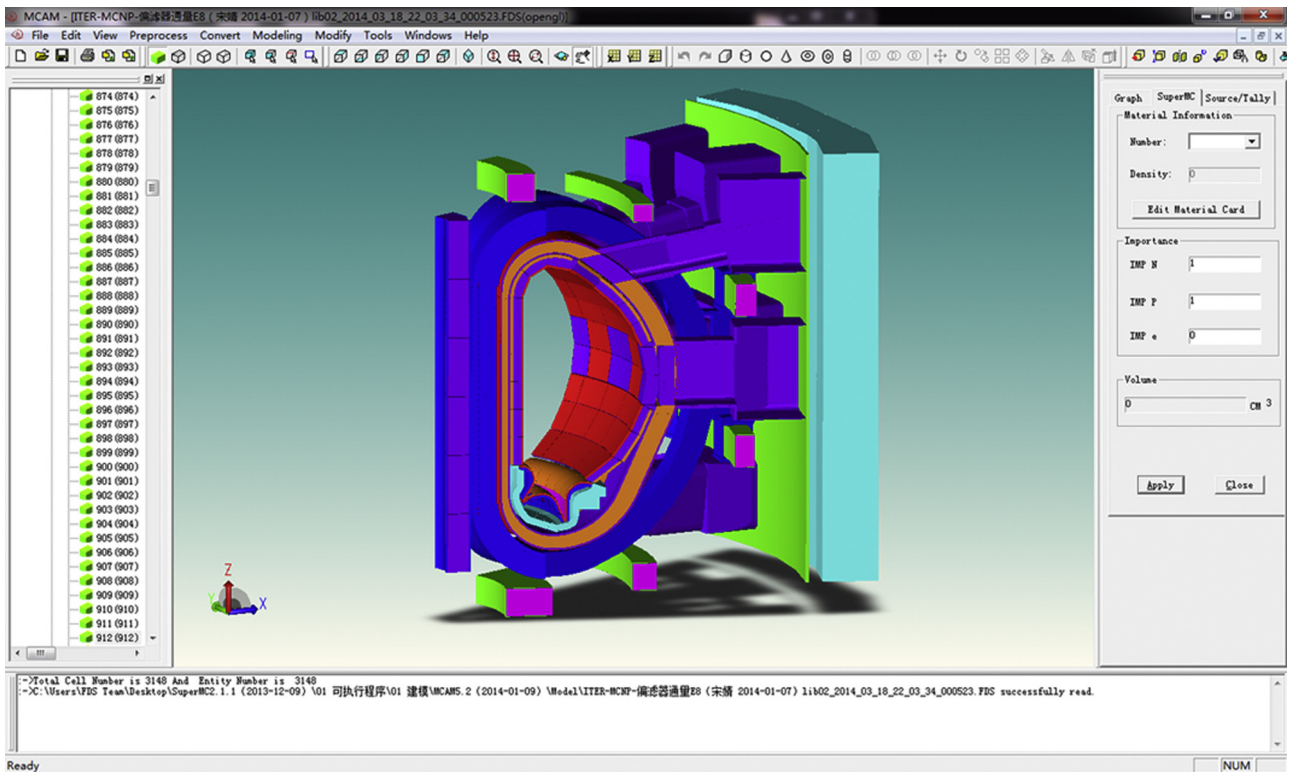 MCAM - [ITER-MCNP-偏滤器通量E8 ( 宋婧 2014-01-07 ) lib02_2014_03_18_22_03_34_000523.FDS(opengl)]
File Edit View Preprocess Convert Modeling Modify Tools Windows Help
874 (874)
875 (875)
876 (876)
877 (877)
878 (878)
879 (879)
880 (880)
881 (881)
882 (882)
883 (883)
884 (884)
885 (885)
886 (886)
887 (887)
888 (888)
889 (889)
890 (890)
891 (891)
892 (892)
893 (893)
894 (894)
895 (895)
896 (896)
897 (897)
898 (898)
899 (899)
900 (900)
901 (901)
902 (902)
903 (903)
904 (904)
905 (905)
906 (906)
907 (907)
908 (908)
909 (909)
910 (910)
911 (911)
912 (912)
Z
Y
X
Graph SuperMC Source/Tally
Material Information
Number:
Density: 0
Edit Material Card
Importance
IMP N 1
IMP P 1
IMP e 0
Volume
0 CM 3
Apply Close
:->Total Cell Number is 3148 And Entity Number is 3148
:->C:\Users\FDS Team\Desktop\SuperMC2.1.1 (2013-12-09) \01 可执行程序\01 建模\MCAM5.2 (2014-01-09) \Model\ITER-MCNP-偏滤器通量E8 (宋婧 2014-01-07) lib02_2014_03_18_22_03_34_000523.FDS successfully read.
Ready
NUM